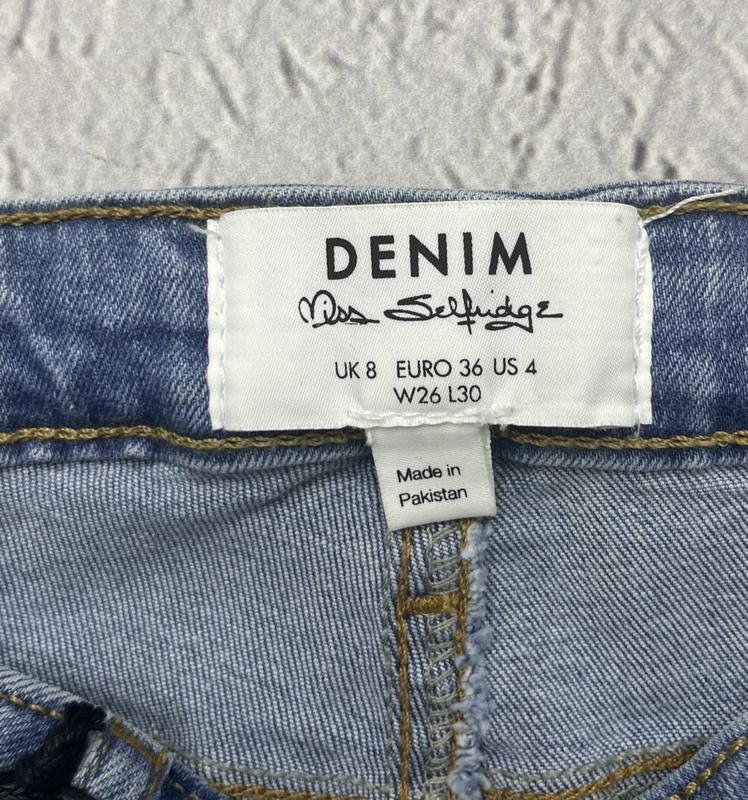 DENIM
Miss Selfridge
UK 8 EURO 36 US 4
W26 L30
Made in
Pakistan